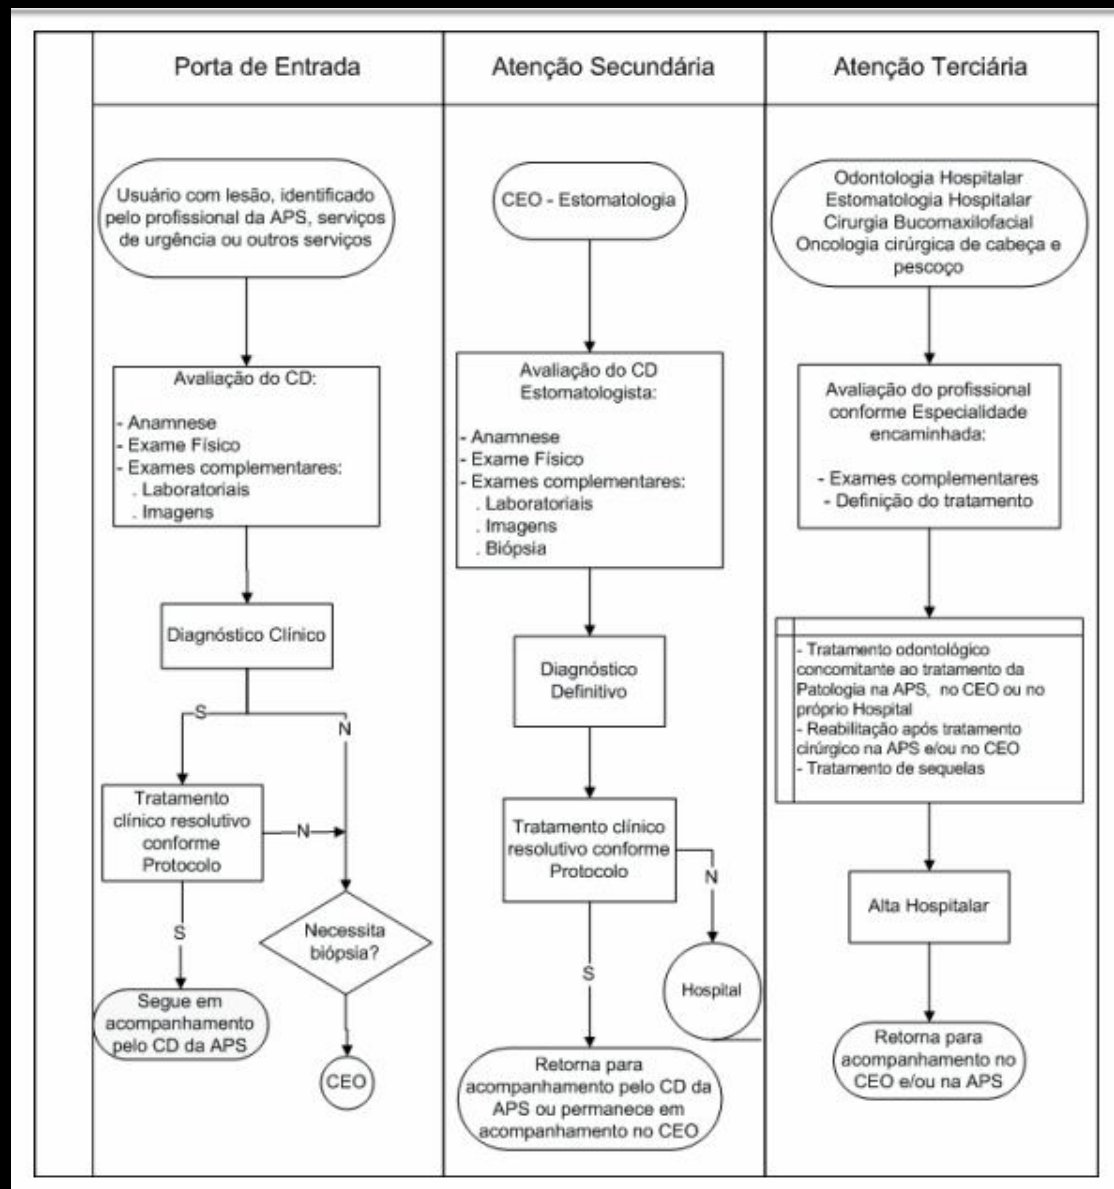 Porta de Entrada
Usuário com lesão, identificado
pelo profissional da APS, serviços
de urgência ou outros serviços
Avaliação do CD:
- Anamnese
- Exame Físico
- Exames complementares:
. Laboratoriais
. Imagens
Diagnóstico Clínico
S
N
Tratamento
clínico resolutivo
conforme
Protocolo
N
S
Necessita
biópsia?
Segue em
acompanhamento
pelo CD da APS
CEO
Atenção Secundária
CEO - Estomatologia
Avaliação do CD
Estomatologista:
- Anamnese
- Exame Físico
- Exames complementares:
. Laboratoriais
. Imagens
. Biópsia
Diagnóstico
Definitivo
Tratamento clínico
resolutivo conforme
Protocolo
N
S
Hospital
Retorna para
acompanhamento pelo CD da
APS ou permanece em
acompanhamento no CEO
Atenção Terciária
Odontologia Hospitalar
Estomatologia Hospitalar
Cirurgia Bucomaxilofacial
Oncologia cirúrgica de cabeça e
pescoço
Avaliação do profissional
conforme Especialidade
encaminhada:
- Exames complementares
- Definição do tratamento
- Tratamento odontológico
concomitante ao tratamento da
Patologia na APS, no CEO ou no
próprio Hospital
- Reabilitação após tratamento
cirúrgico na APS e/ou no CEO
- Tratamento de sequelas
Alta Hospitalar
Retorna para
acompanhamento no
CEO e/ou na APS